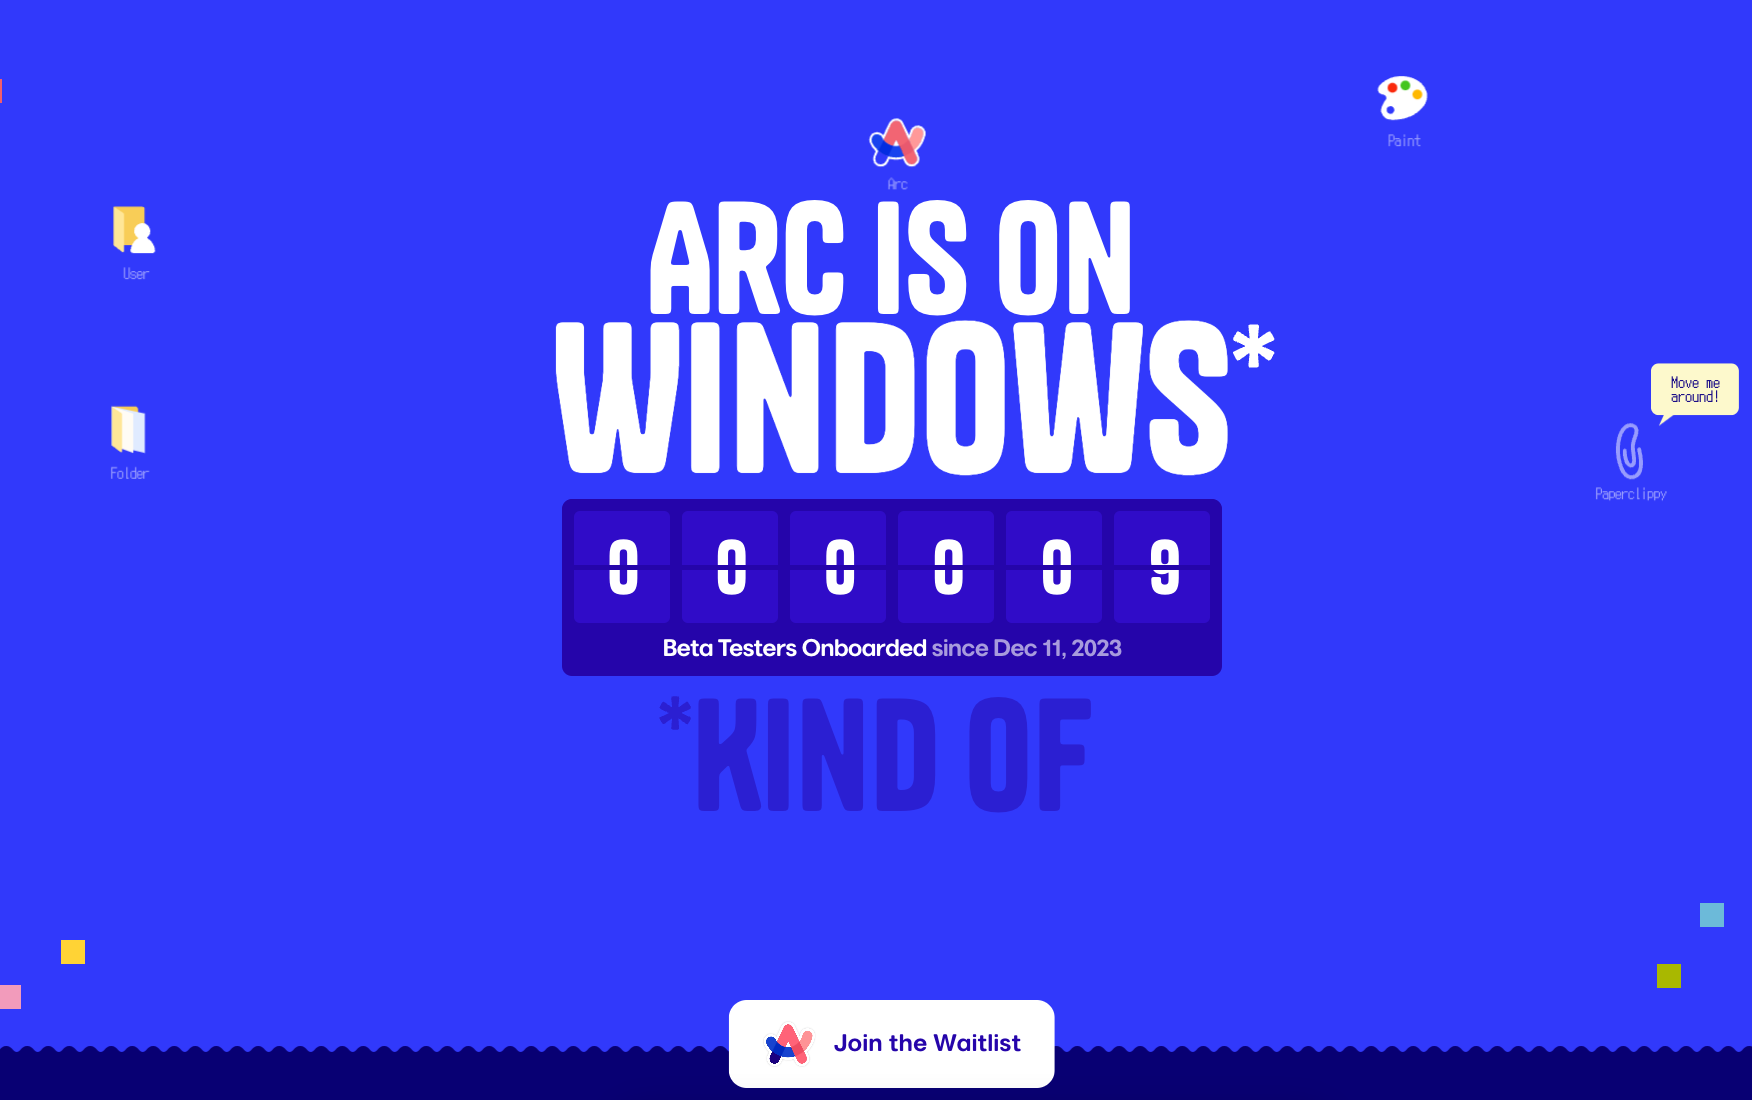 Paint
Arc
ARC IS ON
WINDOWS*
User
Move me
around!
Folder
Paperclippy
0 0 0 0 0 9
Beta Testers Onboarded since Dec 11, 2023
*KIND OF
Join the Waitlist